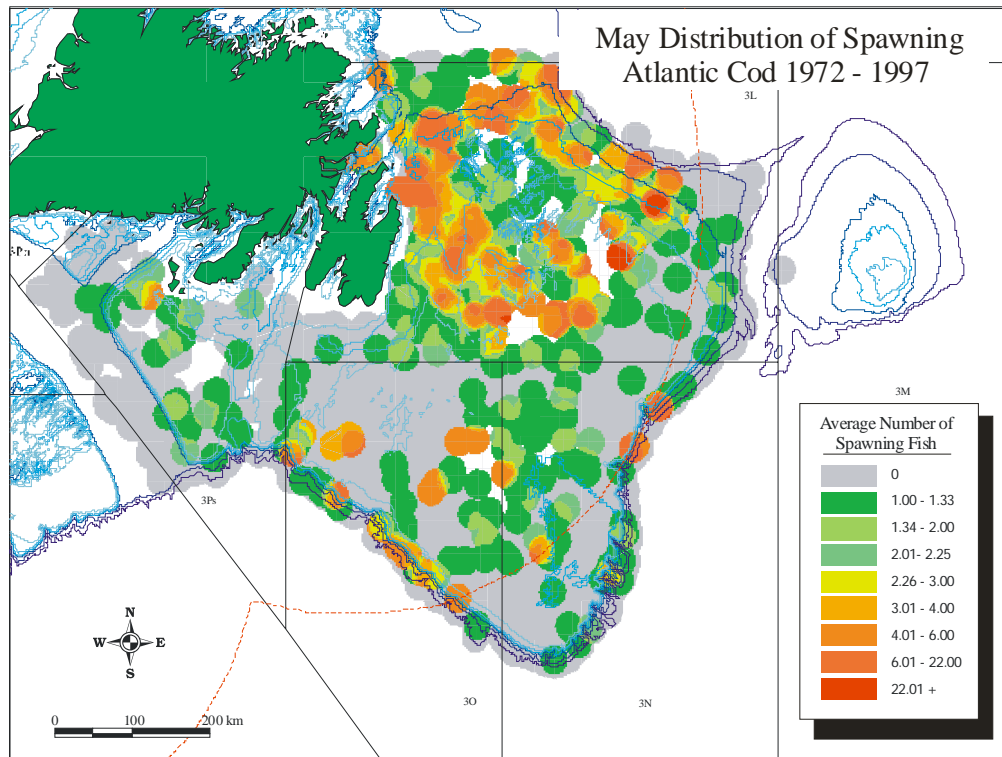 May Distribution of Spawning
Atlantic Cod 1972 - 1997
3L
3M
Average Number of
Spawning Fish
0
1.00 - 1.33
1.34 - 2.00
2.01- 2.25
2.26 - 3.00
3.01 - 4.00
4.01 - 6.00
6.01 - 22.00
22.01 +
3Ps
N
W
E
S
3O
3N
0
100
200 km